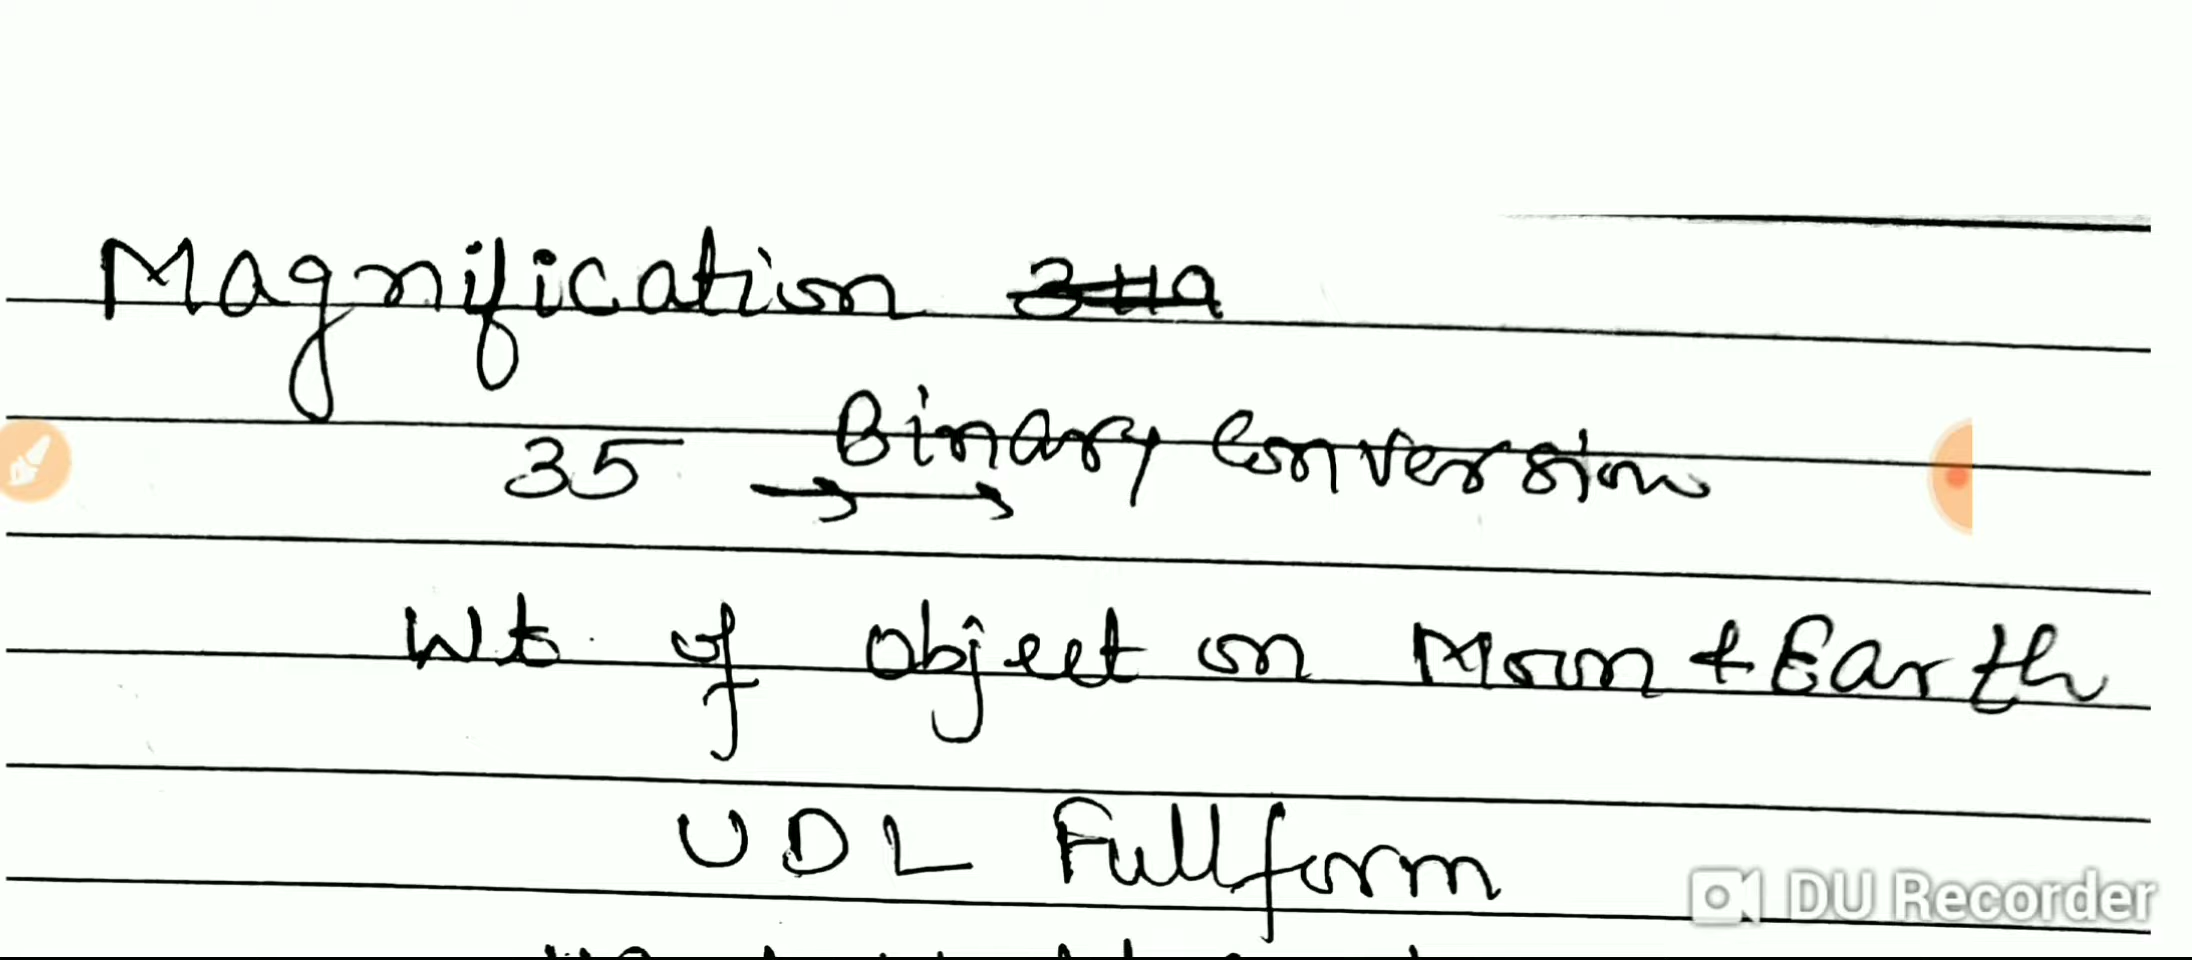 Magnification
35 → Binary Conversion
Wt. of object on Moon & Earth
UDL Fullform
DU Recorder